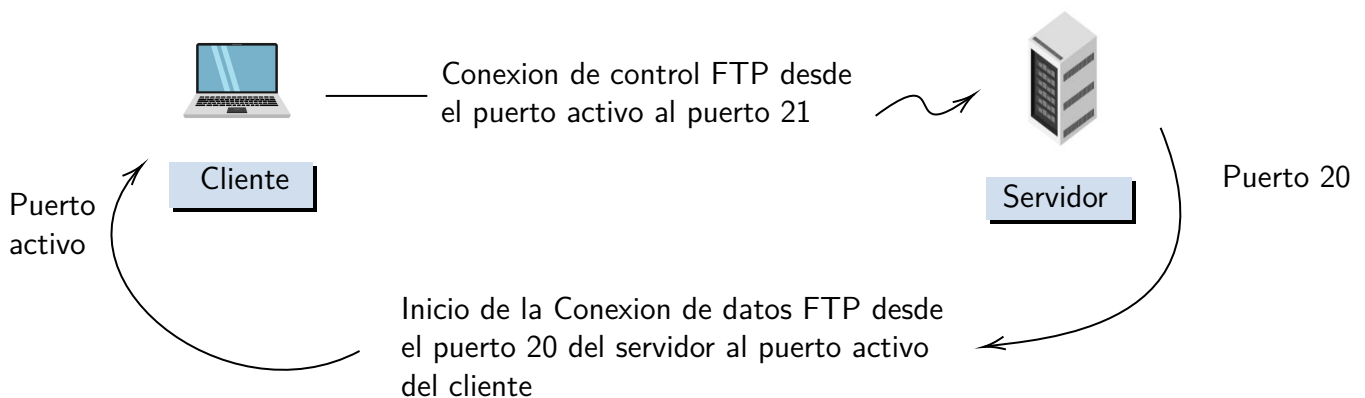 Conexion de control FTP desde
el puerto activo al puerto 21
Cliente
Servidor
Puerto 20
Puerto
activo
Inicio de la Conexion de datos FTP desde
el puerto 20 del servidor al puerto activo
del cliente